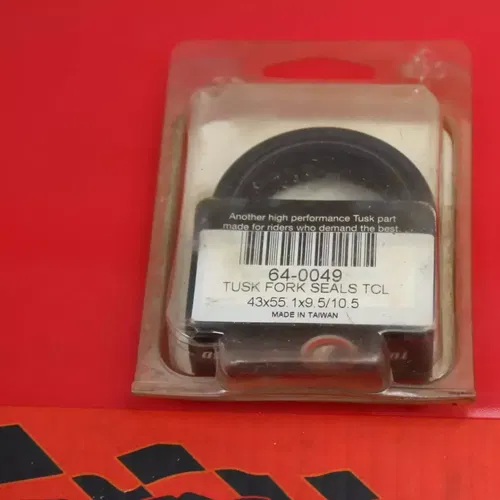 Another high performance Tusk part
made for riders who demand the best.
64-0049
TUSK FORK SEALS TCL
43x55.1x9.5/10.5
MADE IN TAIWAN